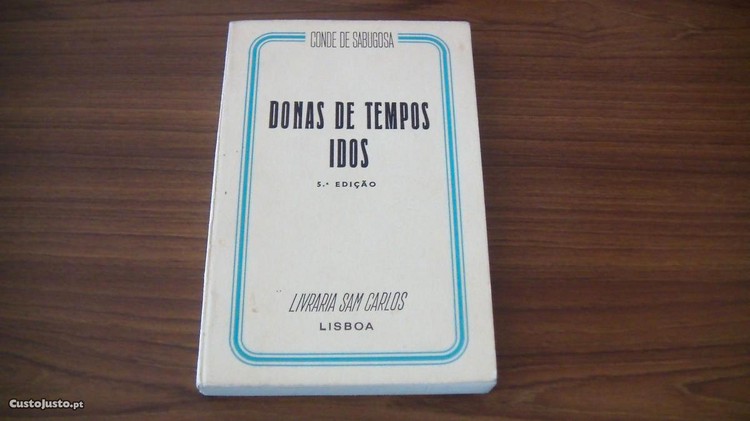 CONDE DE SABUGOSA
DONAS DE TEMPOS
IDOS
5.ª EDIÇÃO
LIVRARIA SAM CARLOS
LISBOA
CustoJusto.pt